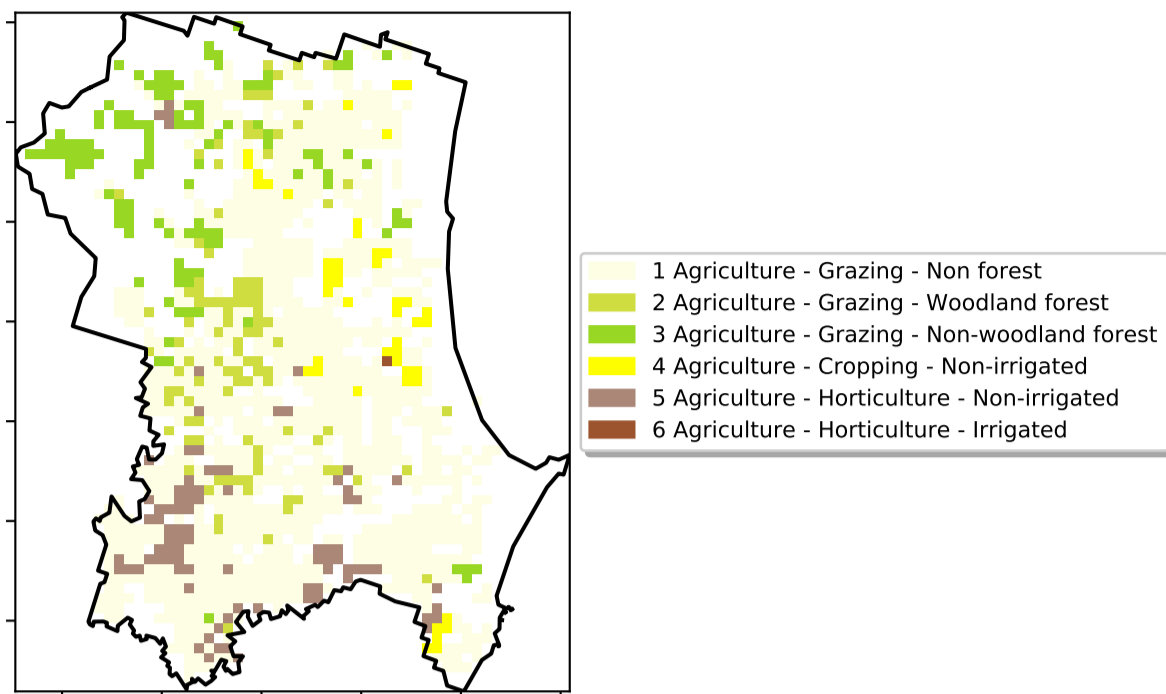 1 Agriculture - Grazing - Non forest
2 Agriculture - Grazing - Woodland forest
3 Agriculture - Grazing - Non-woodland forest
4 Agriculture - Cropping - Non-irrigated
5 Agriculture - Horticulture - Non-irrigated
6 Agriculture - Horticulture - Irrigated